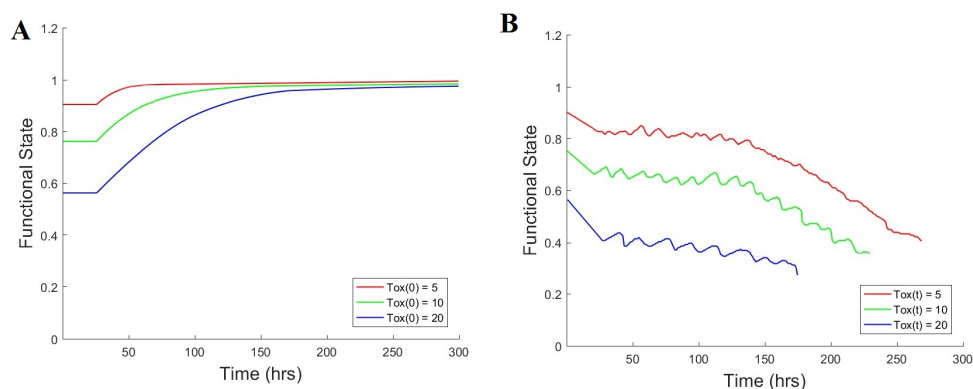 A
1.2
1
0.8
0.6
0.4
0.2
0
Functional State
50
100
150
200
250
300
Time (hrs)
Tox(0) = 5
Tox(0) = 10
Tox(0) = 20
B
1.2
1
0.8
0.6
0.4
0.2
0
Functional State
50
100
150
200
250
300
Time (hrs)
Tox(t) = 5
Tox(t) = 10
Tox(t) = 20